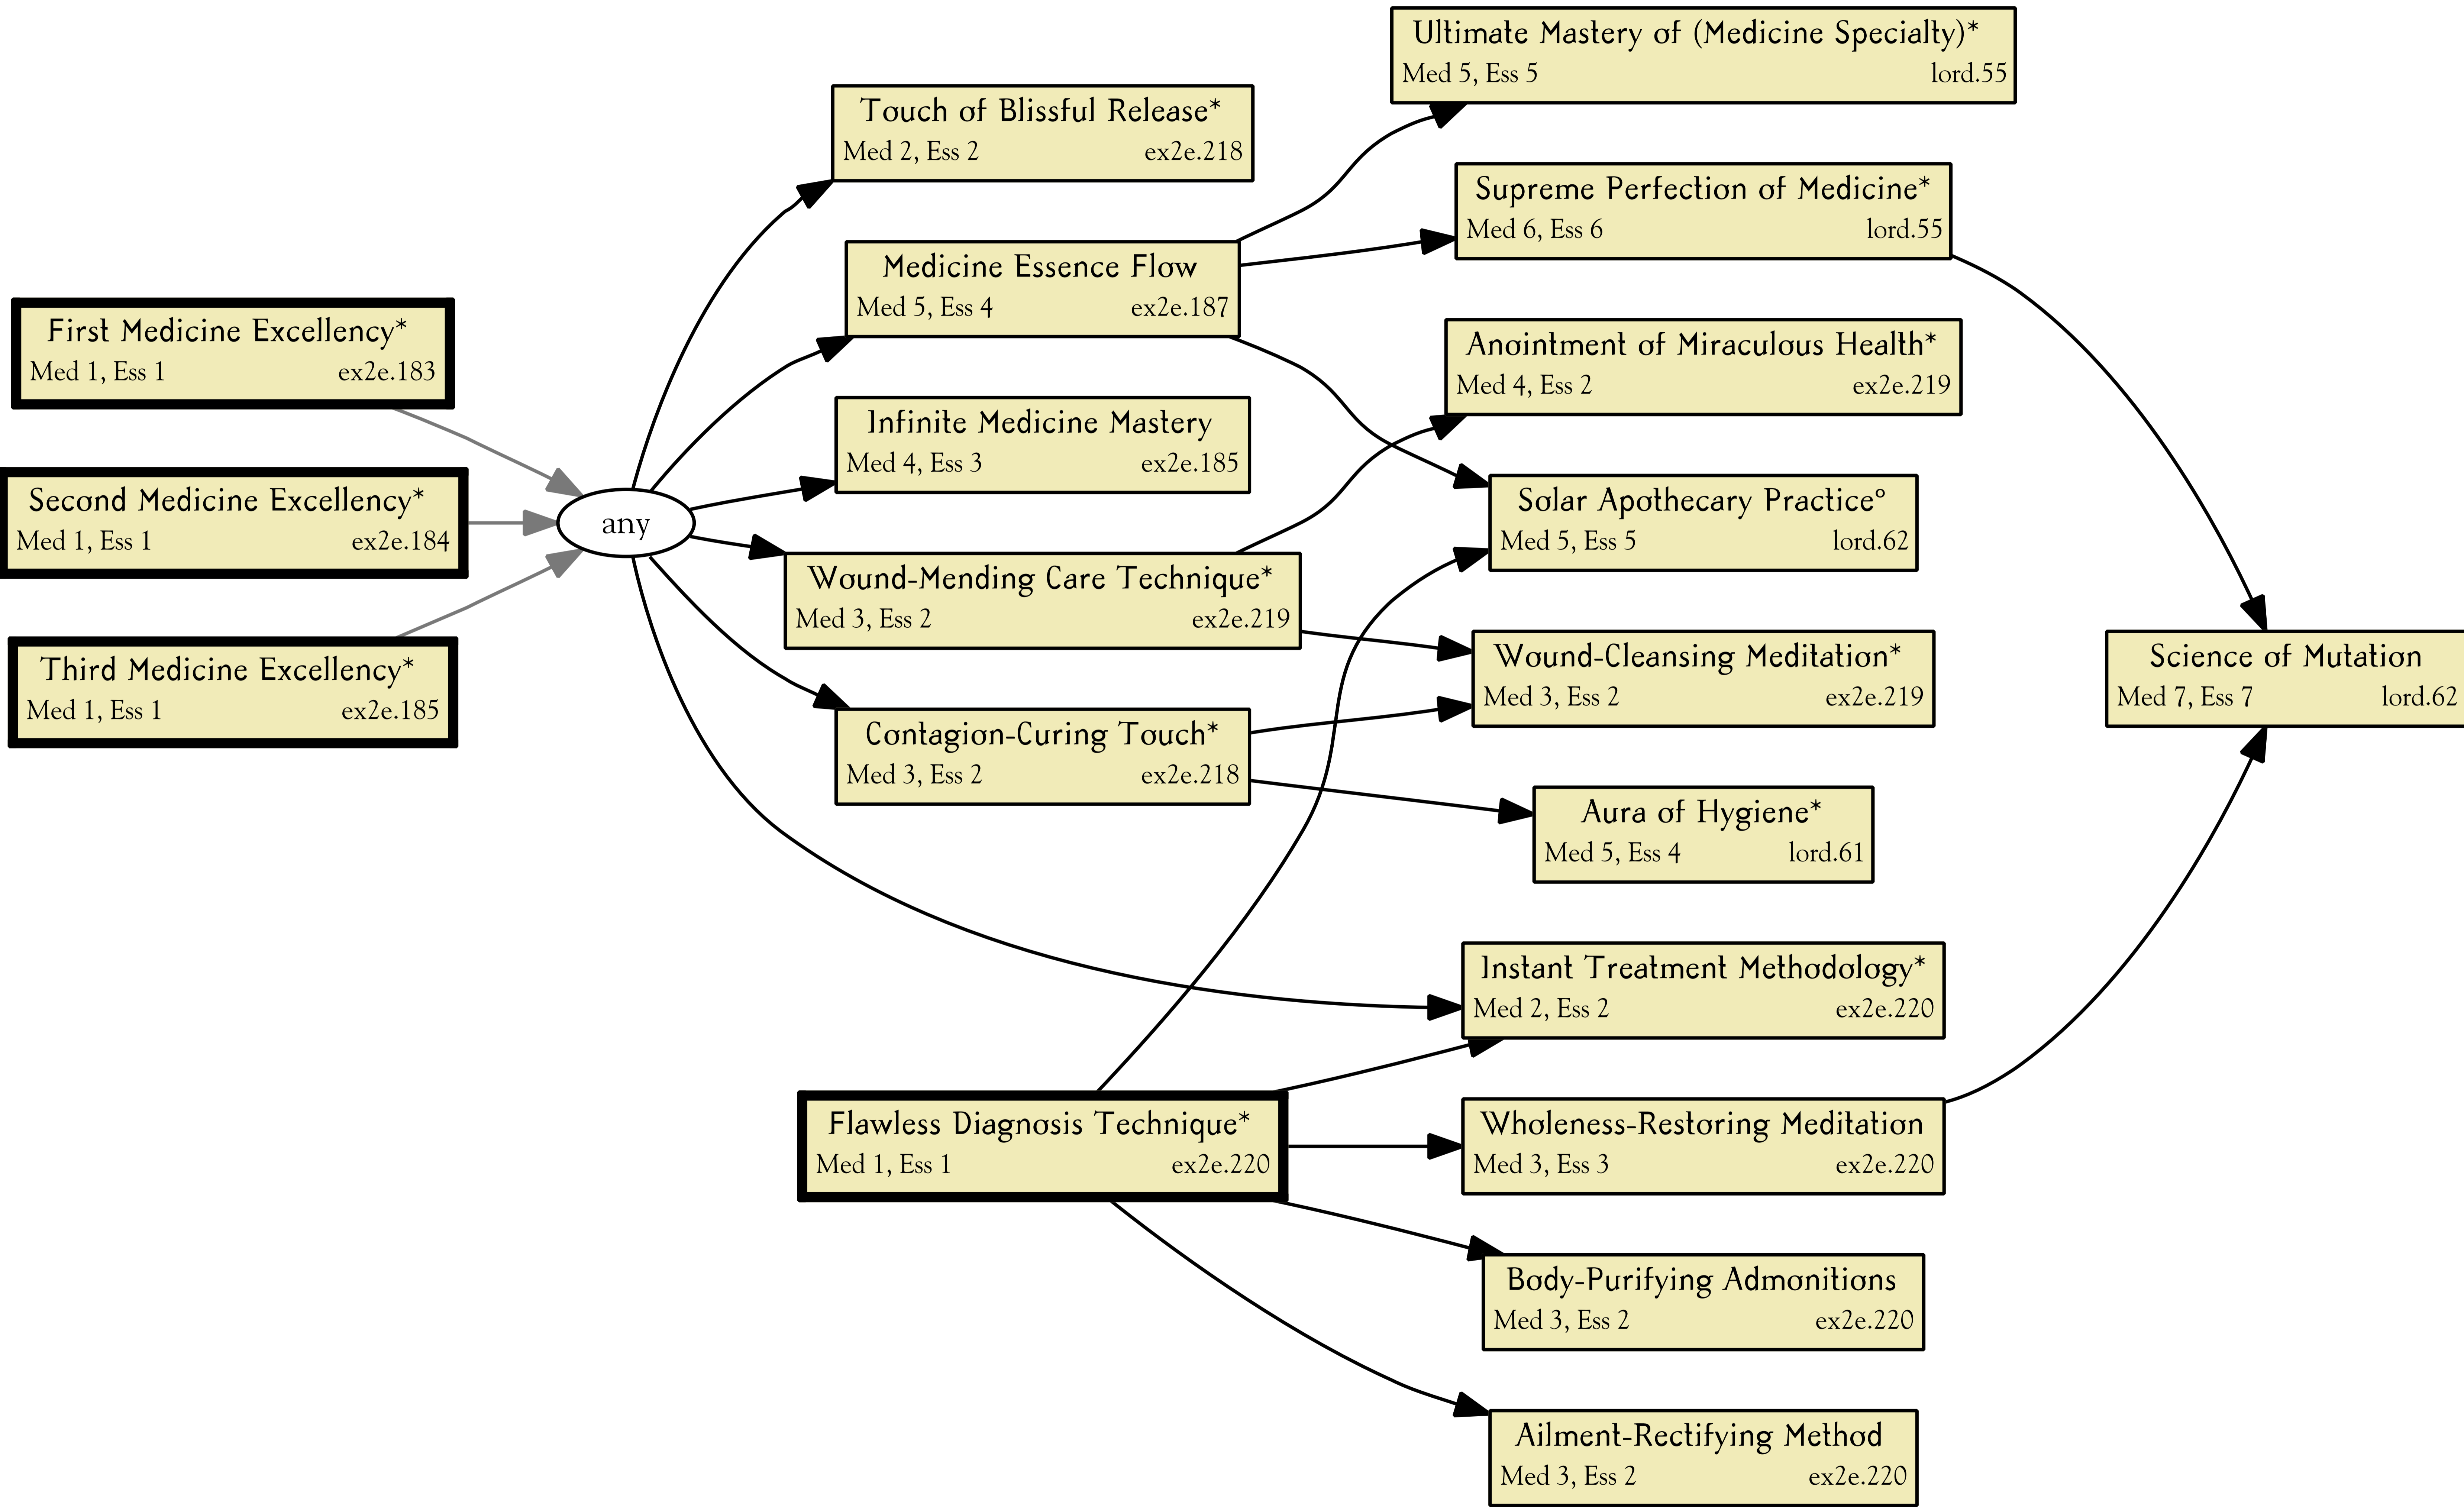 First Medicine Excellency*
Med 1, Ess 1 ex2e.183
Second Medicine Excellency*
Med 1, Ess 1 ex2e.184
Third Medicine Excellency*
Med 1, Ess 1 ex2e.185
any
Touch of Blissful Release*
Med 2, Ess 2 ex2e.218
Medicine Essence Flow
Med 5, Ess 4 ex2e.187
Infinite Medicine Mastery
Med 4, Ess 3 ex2e.185
Wound-Mending Care Technique*
Med 3, Ess 2 ex2e.219
Contagion-Curing Touch*
Med 3, Ess 2 ex2e.218
Flawless Diagnosis Technique*
Med 1, Ess 1 ex2e.220
Ultimate Mastery of (Medicine Specialty)*
Med 5, Ess 5 lord.55
Supreme Perfection of Medicine*
Med 6, Ess 6 lord.55
Anointment of Miraculous Health*
Med 4, Ess 2 ex2e.219
Solar Apothecary Practice°
Med 5, Ess 5 lord.62
Wound-Cleansing Meditation*
Med 3, Ess 2 ex2e.219
Aura of Hygiene*
Med 5, Ess 4 lord.61
Instant Treatment Methodology*
Med 2, Ess 2 ex2e.220
Wholeness-Restoring Meditation
Med 3, Ess 3 ex2e.220
Body-Purifying Admonitions
Med 3, Ess 2 ex2e.220
Ailment-Rectifying Method
Med 3, Ess 2 ex2e.220
Science of Mutation
Med 7, Ess 7 lord.62